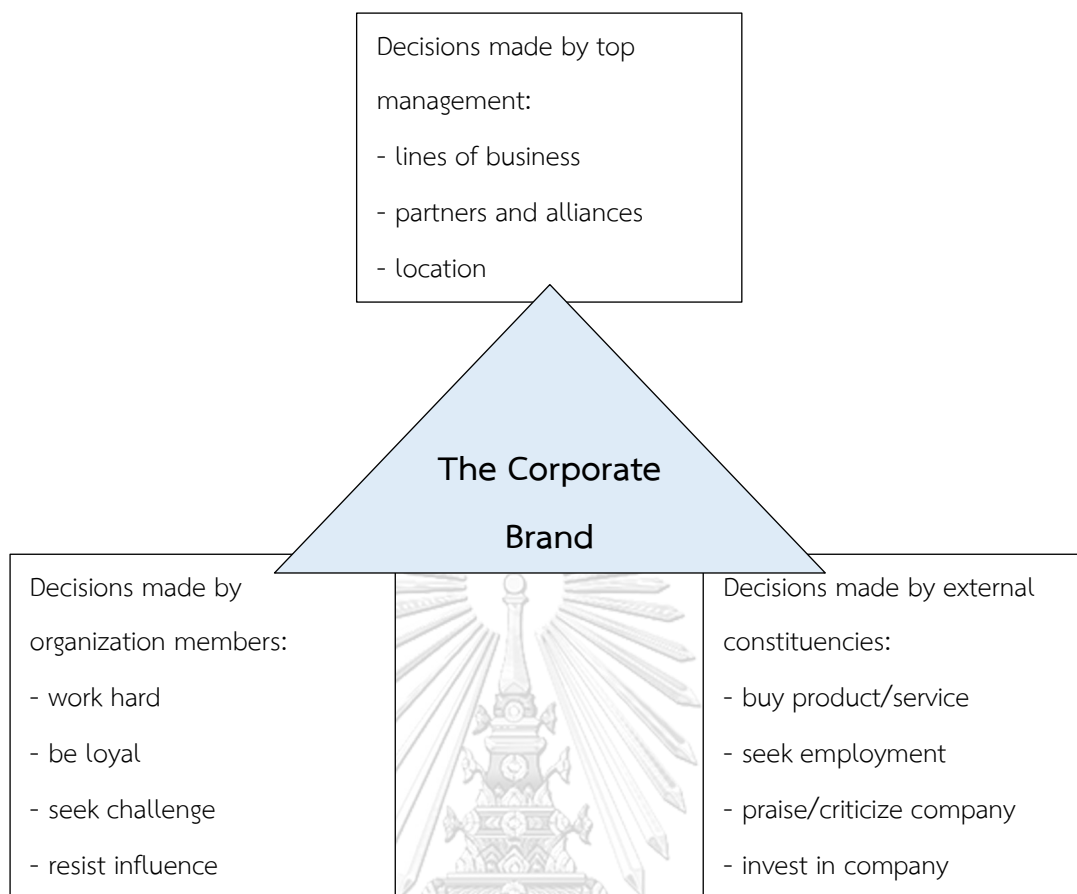 Decisions made by top
management:
- lines of business
- partners and alliances
- location
The Corporate
Brand
Decisions made by
organization members:
- work hard
- be loyal
- seek challenge
- resist influence
Decisions made by external
constituencies:
- buy product/service
- seek employment
- praise/criticize company
- invest in company